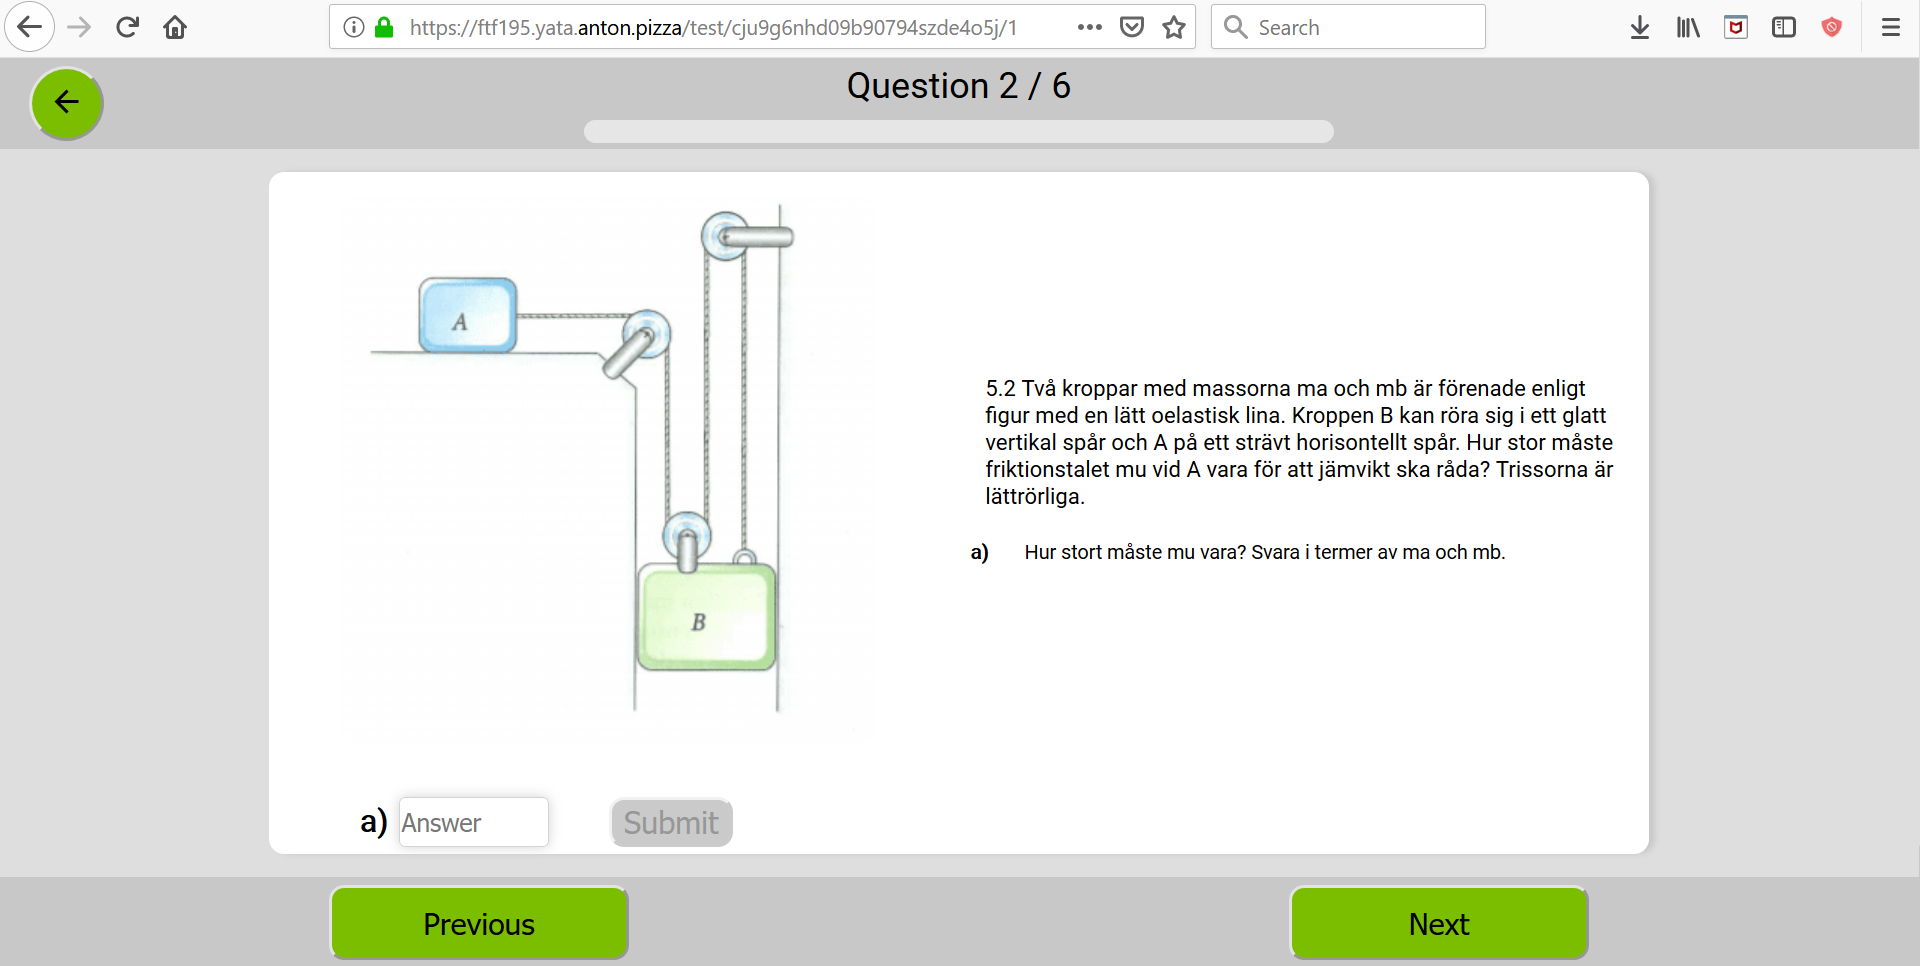 https://ftf195.yata.anton.pizza/test/cju9g6nhd09b90794szde4o5j/1
Search
Question 2 / 6
A
B
5.2 Två kroppar med massorna ma och mb är förenade enligt
figur med en lätt oelastisk lina. Kroppen B kan röra sig i ett glatt
vertikal spår och A på ett strävt horisontellt spår. Hur stor måste
friktionstalet mu vid A vara för att jämvikt ska råda? Trissorna är
lättrörliga.
a) Hur stort måste mu vara? Svara i termer av ma och mb.
a) Answer Submit
Previous Next